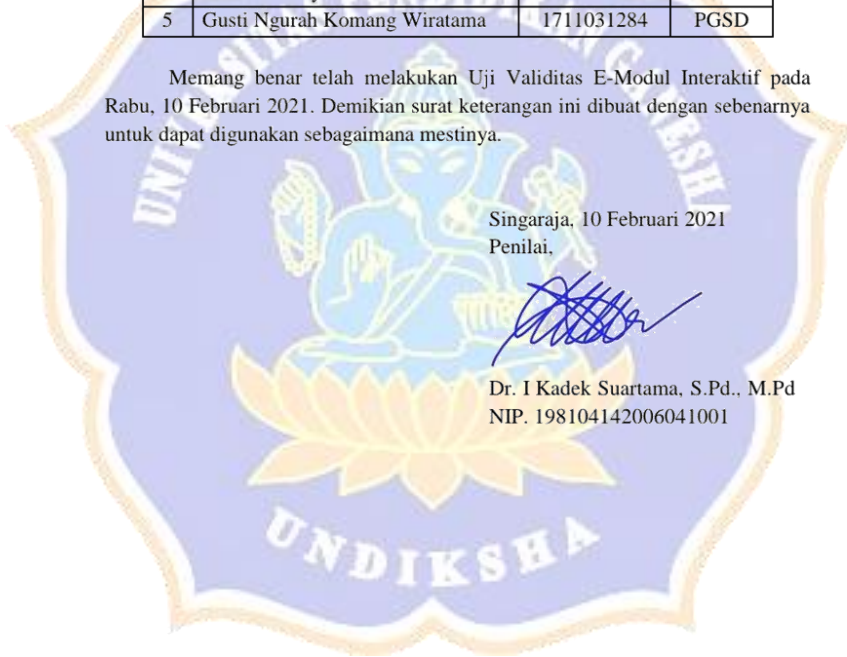 5 Gusti Ngurah Komang Wiratama 1711031284 PGSD
Memang benar telah melakukan Uji Validitas E-Modul Interaktif pada
Rabu, 10 Februari 2021. Demikian surat keterangan ini dibuat dengan sebenarnya
untuk dapat digunakan sebagaimana mestinya.
Singaraja, 10 Februari 2021
Penilai,
Dr. I Kadek Suartama, S.Pd., M.Pd
NIP. 198104142006041001
UNDIKSHA